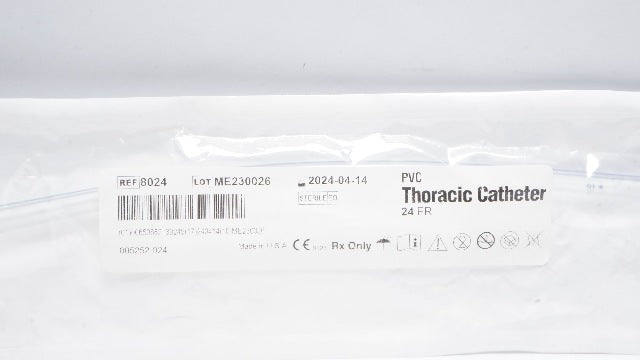 REF 8024 LOT ME230026 2024-04-14 PVC
STERILE EO Thoracic Catheter
24 FR
005252-024 Made in U.S.A. CE Rx Only